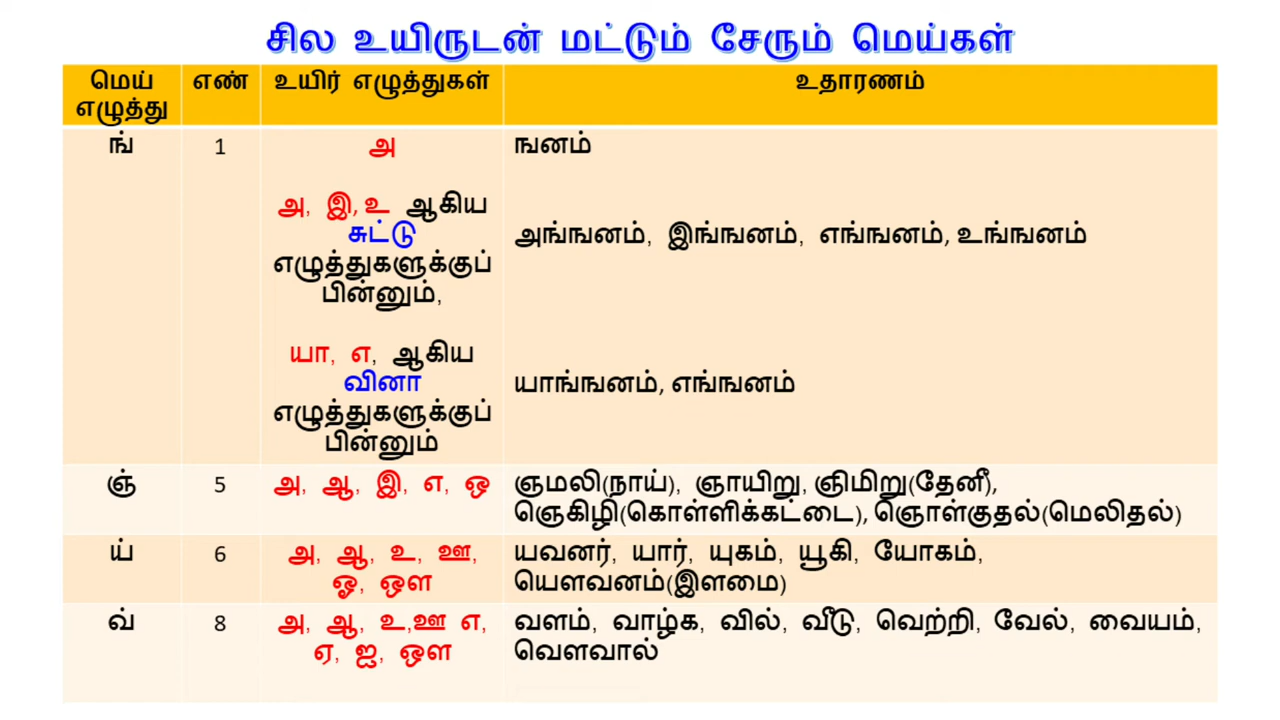 சில உயிருடன் மட்டும் சேரும் மெய்கள்
மெய் எழுத்து எண் உயிர் எழுத்துகள் உதாரணம்
ங் 1 அ ஙனம்
அ, இ, உ ஆகிய
சுட்டு
எழுத்துகளுக்குப்
பின்னும்,
அங்ஙனம், இங்ஙனம், எங்ஙனம், உங்ஙனம்
யா, எ, ஆகிய
வினா
எழுத்துகளுக்குப்
பின்னும்
யாங்ஙனம், எங்ஙனம்
ஞ் 5 அ, ஆ, இ, எ, ஒ ஞமலி(நாய்), ஞாயிறு, ஞிமிறு(தேனீ),
ஞெகிழி(கொள்ளிக்கட்டை), ஞொள்குதல்(மெலிதல்)
ய் 6 அ, ஆ, உ, ஊ, யவனர், யார், யுகம், யூகி, யோகம்,
ஓ, ஔ யௌவனம்(இளமை)
வ் 8 அ, ஆ, உ,ஊ எ, வளம், வாழ்க, வில், வீடு, வெற்றி, வேல், வையம்,
ஏ, ஐ, ஔ வௌவால்